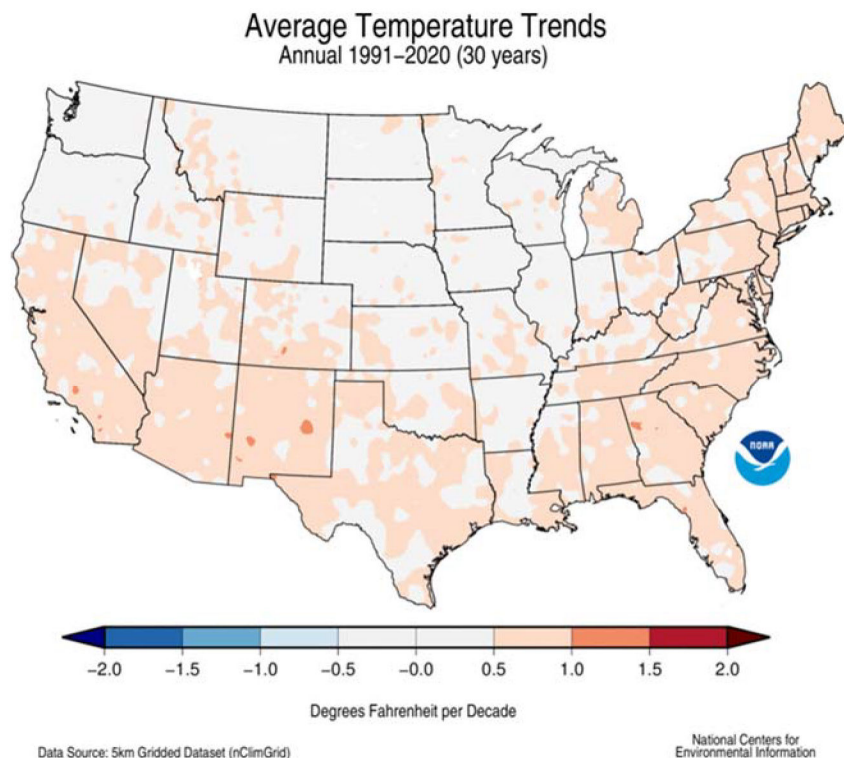 Average Temperature Trends
Annual 1991–2020 (30 years)
NOAA
−2.0 −1.5 −1.0 −0.5 −0.0 0.5 1.0 1.5 2.0
Degrees Fahrenheit per Decade
Data Source: 5km Gridded Dataset (nClimGrid)
National Centers for
Environmental Information